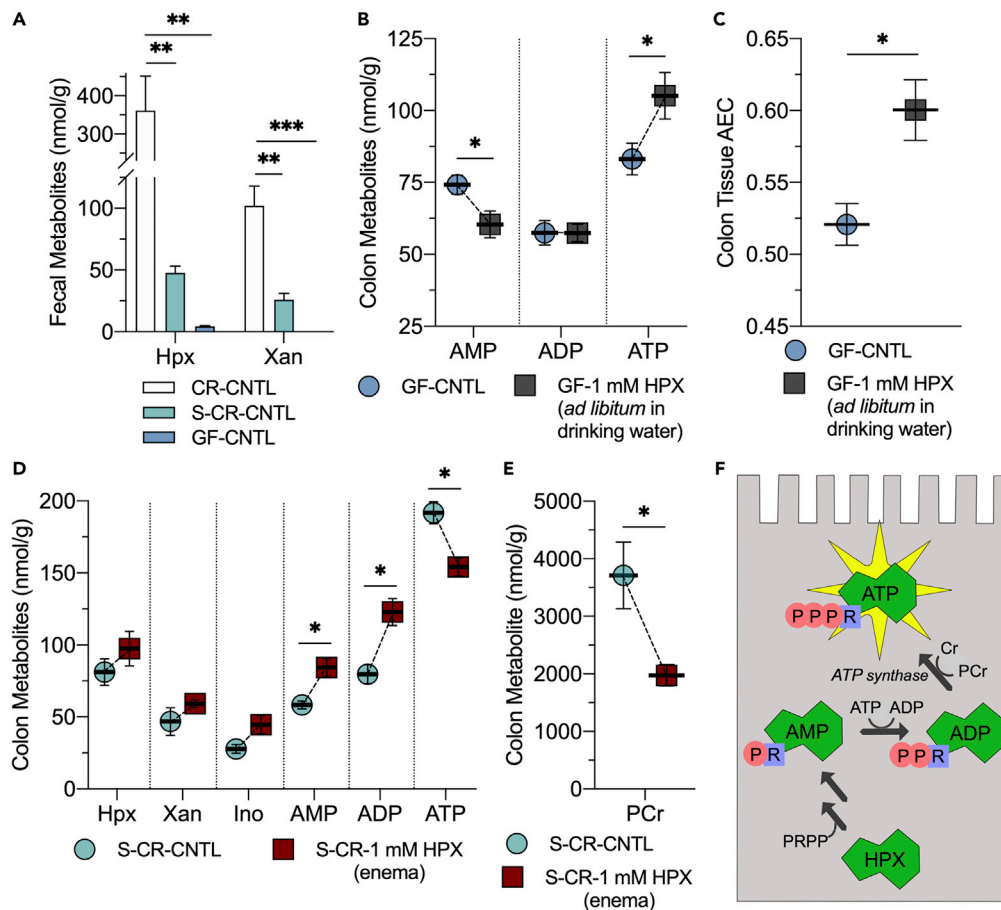 A
Fecal Metabolites (nmol/g)
400
300
100
50
0
**
**
***
**
Hpx
Xan
CR-CNTL
S-CR-CNTL
GF-CNTL
B
Colon Metabolites (nmol/g)
125
100
75
50
25
*
*
AMP
ADP
ATP
GF-CNTL
GF-1 mM HPX
(ad libitum in
drinking water)
C
Colon Tissue AEC
0.65
0.60
0.55
0.50
0.45
*
GF-CNTL
GF-1 mM HPX
(ad libitum in
drinking water)
D
Colon Metabolites (nmol/g)
200
150
100
50
0
*
*
*
Hpx
Xan
Ino
AMP
ADP
ATP
S-CR-CNTL
S-CR-1 mM HPX
(enema)
E
Colon Metabolite (nmol/g)
5000
4000
3000
2000
1000
0
*
PCr
S-CR-CNTL
S-CR-1 mM HPX
(enema)
F
ATP
P P P R
Cr
PCr
ATP synthase
ATP ADP
AMP
P R
ADP
P P R
PRPP
HPX